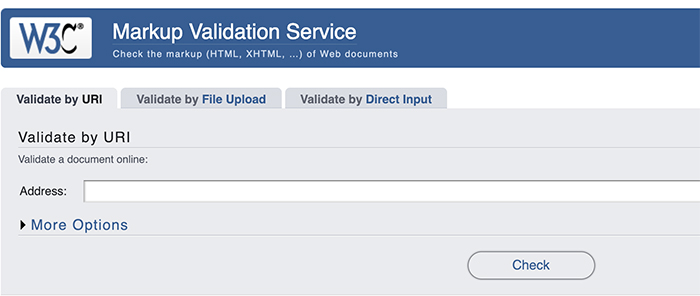 W3C® Markup Validation Service
Check the markup (HTML, XHTML, ...) of Web documents
Validate by URI Validate by File Upload Validate by Direct Input
Validate by URI
Validate a document online:
Address:
More Options
Check